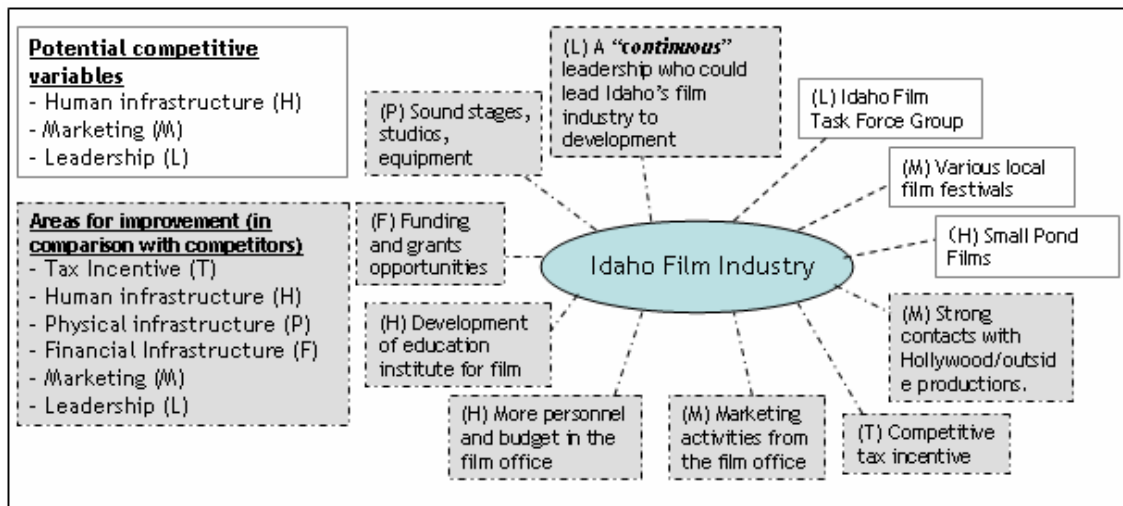 Potential competitive
variables
- Human infrastructure (H)
- Marketing (M)
- Leadership (L)
Areas for improvement (in
comparison with competitors)
- Tax Incentive (T)
- Human infrastructure (H)
- Physical infrastructure (P)
- Financial Infrastructure (F)
- Marketing (M)
- Leadership (L)
(L) A "continuous"
leadership who could
lead Idaho's film
industry to
development
(P) Sound stages,
studios,
equipment
(L) Idaho Film
Task Force Group
(M) Various local
film festivals
(F) Funding
and grants
opportunities
Idaho Film Industry
(H) Small Pond
Films
(H) Development
of education
institute for film
(M) Strong
contacts with
Hollywood/outsid
e productions.
(H) More personnel
and budget in the
film office
(M) Marketing
activities from
the film office
(T) Competitive
tax incentive